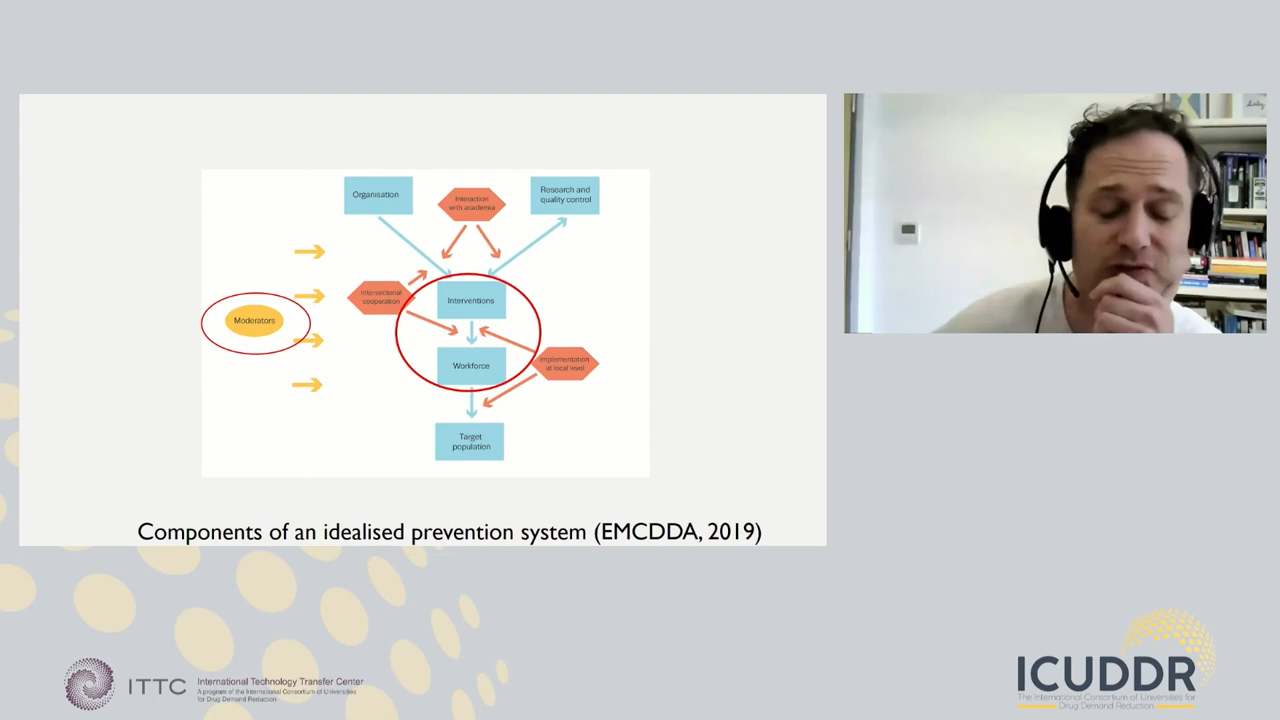 Organisation
Interaction
with academia
Research and
quality control
Intersectional
cooperation
Interventions
Moderators
Workforce
Implementation
at local level
Target
population
Components of an idealised prevention system (EMCDDA, 2019)
ITTC
International Technology Transfer Center
A program of the International Consortium of Universities
for Drug Demand Reduction
ICUDDR
The International Consortium of Universities for
Drug Demand Reduction